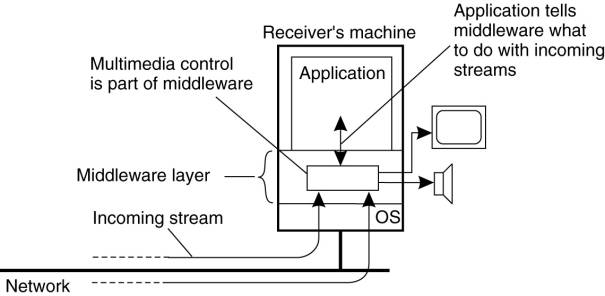 Application tells
middleware what
to do with incoming
streams
Receiver's machine
Multimedia control
is part of middleware
Application
Middleware layer
Incoming stream
OS
Network